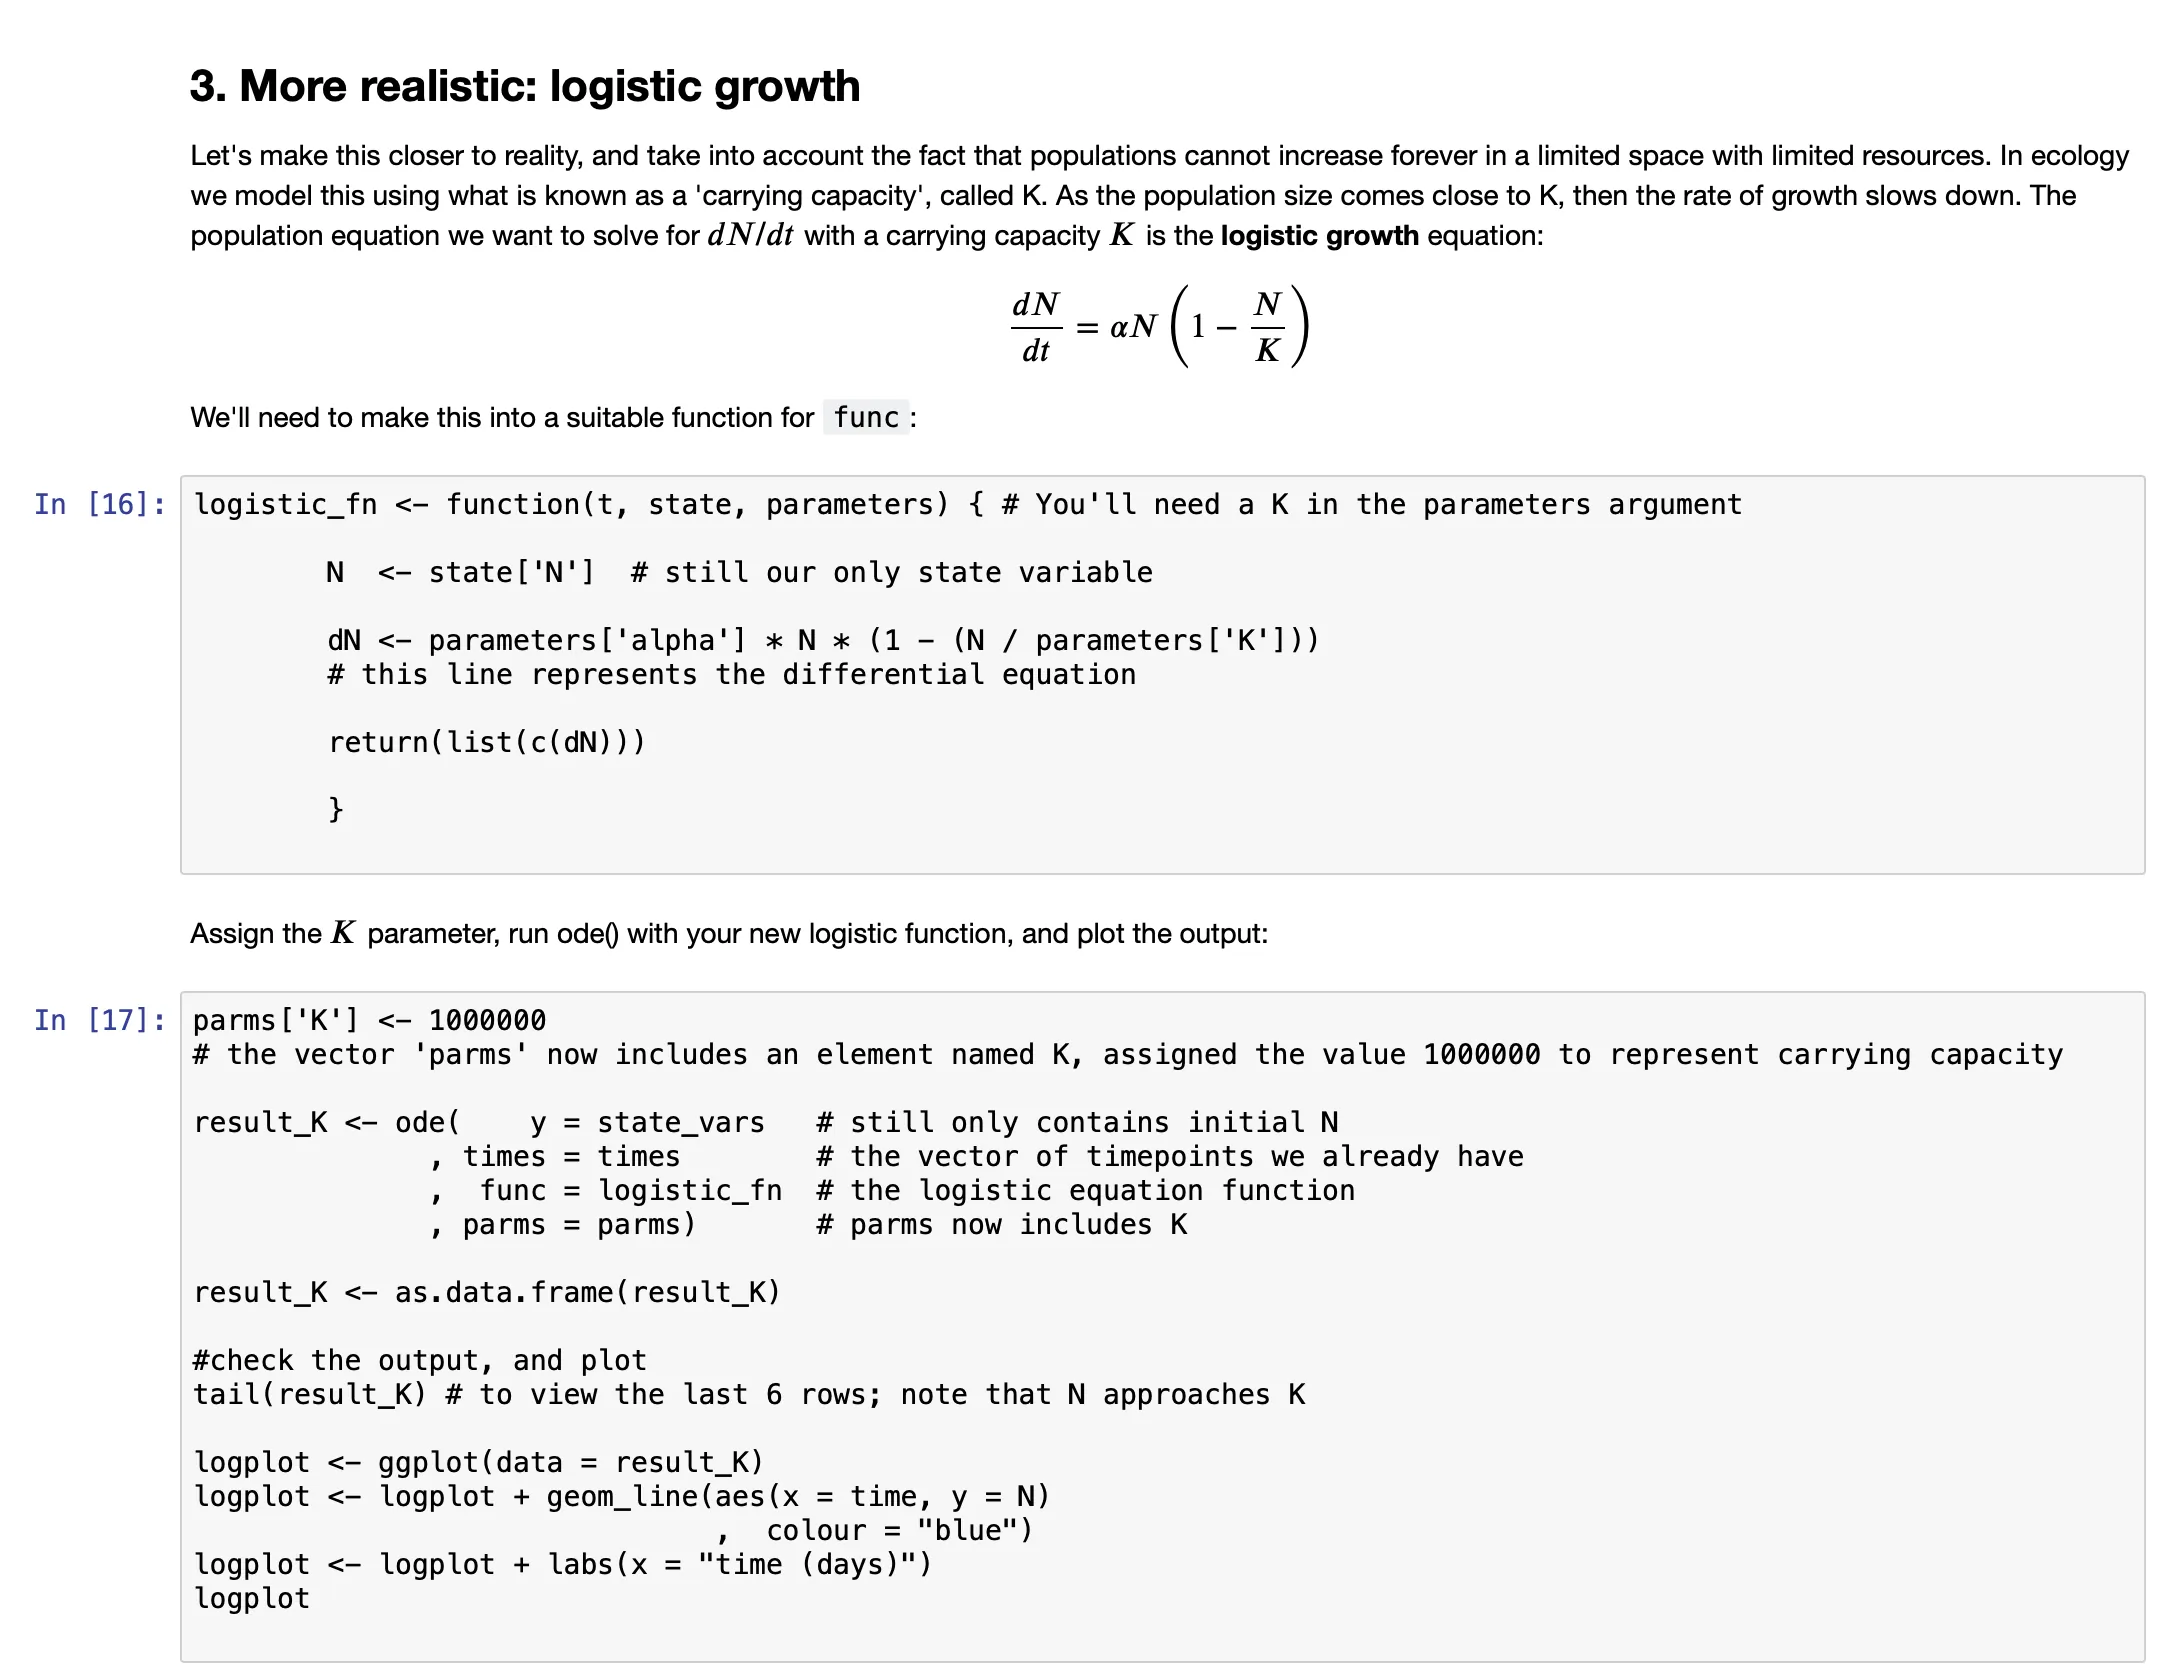 3. More realistic: logistic growth
Let's make this closer to reality, and take into account the fact that populations cannot increase forever in a limited space with limited resources. In ecology
we model this using what is known as a 'carrying capacity', called K. As the population size comes close to K, then the rate of growth slows down. The
population equation we want to solve for dN/dt with a carrying capacity K is the logistic growth equation:
dN/dt = αN (1 − N/K)
We'll need to make this into a suitable function for func :
In [16]: logistic_fn <- function(t, state, parameters) { # You'll need a K in the parameters argument
N  <- state['N']  # still our only state variable
dN <- parameters['alpha'] * N * (1 - (N / parameters['K']))
# this line represents the differential equation
return(list(c(dN)))
}
Assign the K parameter, run ode() with your new logistic function, and plot the output:
In [17]: parms['K'] <- 1000000
# the vector 'parms' now includes an element named K, assigned the value 1000000 to represent carrying capacity
result_K <- ode(    y = state_vars   # still only contains initial N
, times = times        # the vector of timepoints we already have
,  func = logistic_fn  # the logistic equation function
, parms = parms)       # parms now includes K
result_K <- as.data.frame(result_K)
#check the output, and plot
tail(result_K) # to view the last 6 rows; note that N approaches K
logplot <- ggplot(data = result_K)
logplot <- logplot + geom_line(aes(x = time, y = N)
,  colour = "blue")
logplot <- logplot + labs(x = "time (days)")
logplot